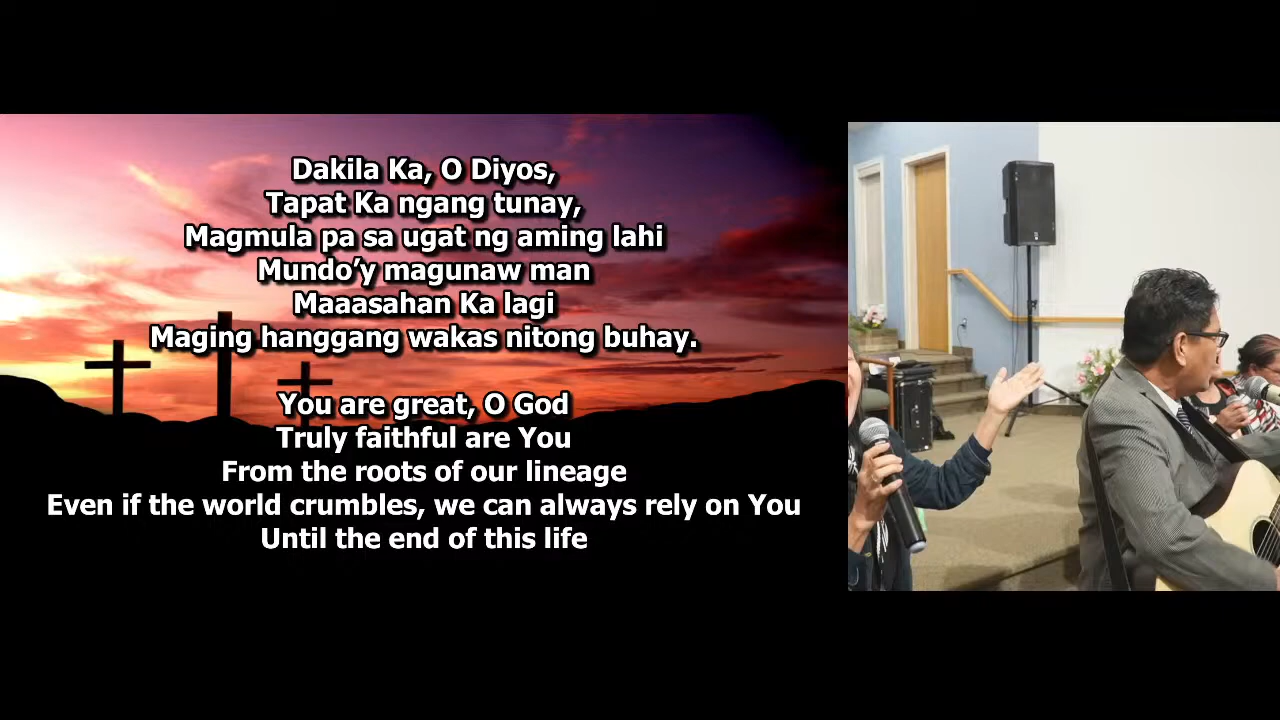 Dakila Ka, O Diyos,
Tapat Ka ngang tunay,
Magmula pa sa ugat ng aming lahi
Mundo’y magunaw man
Maaasahan Ka lagi
Maging hanggang wakas nitong buhay.
You are great, O God
Truly faithful are You
From the roots of our lineage
Even if the world crumbles, we can always rely on You
Until the end of this life